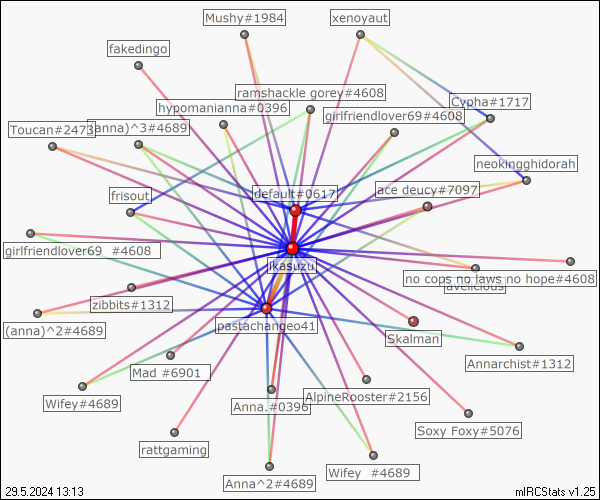 Mushy#1984
xenoyaut
fakedingo
ramshackle gorey#4608
Cypha#1717
hypomanianna#0396
girlfriendlover69#4608
Toucan#2473
(anna)^3#4689
neokingghidorah
default#0617
ace deucy#7097
frisout
girlfriendlover69 #4608
jkasuzu
no cops no laws no hope#4608
avelicious
zibbits#1312
(anna)^2#4689
pastachangeo41
Skalman
Annarchist#1312
Mad #6901
Wifey#4689
Anna.#0396
AlpineRooster#2156
Soxy Foxy#5076
rattgaming
Wifey #4689
Anna^2#4689
29.5.2024 13:13
mIRCStats v1.25